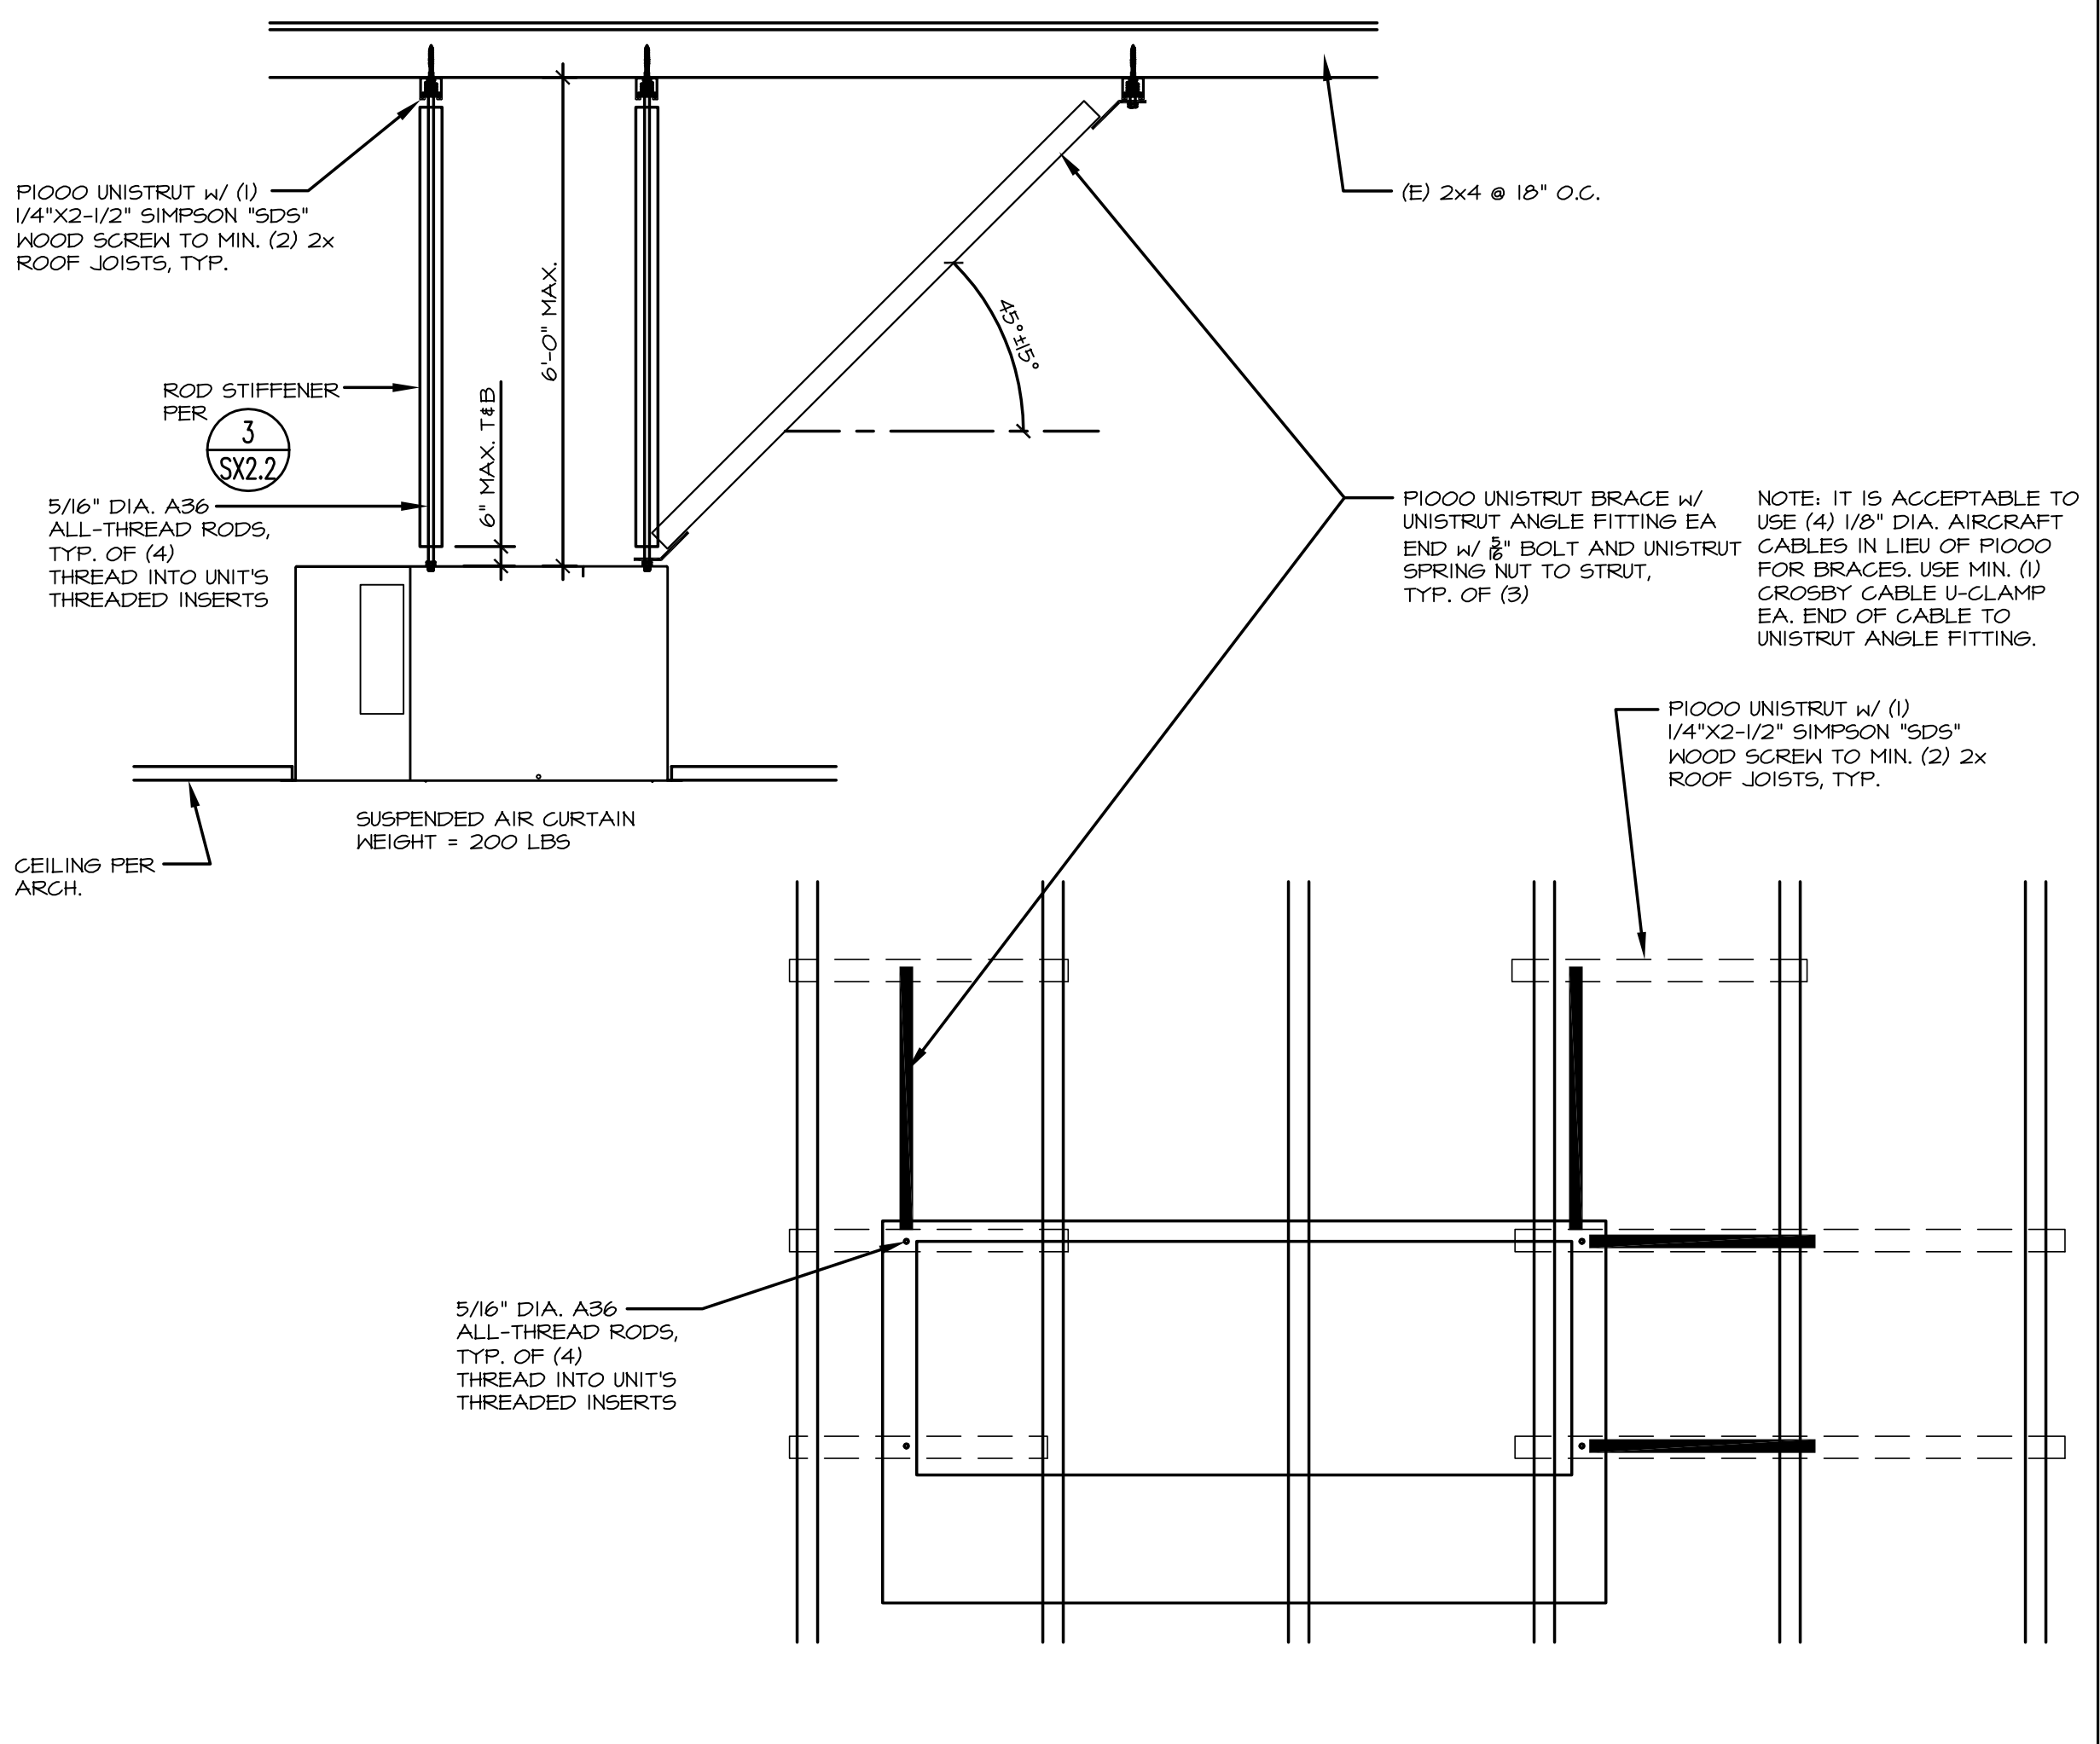 P1000 UNISTRUT W/ (1)
1/4"X2-1/2" SIMPSON "SDS"
WOOD SCREW TO MIN. (2) 2x
ROOF JOISTS, TYP.
(E) 2x4 @ 18" O.C.
6'-0" MAX.
45°±15°
ROD STIFFENER
PER
3
SX2.2
6" MAX. T&B
5/16" DIA. A36
ALL-THREAD RODS,
TYP. OF (4)
THREAD INTO UNIT'S
THREADED INSERTS
P1000 UNISTRUT BRACE W/
UNISTRUT ANGLE FITTING EA
END W/ 5/16" BOLT AND UNISTRUT
SPRING NUT TO STRUT,
TYP. OF (3)
NOTE: IT IS ACCEPTABLE TO
USE (4) 1/8" DIA. AIRCRAFT
CABLES IN LIEU OF P1000
FOR BRACES. USE MIN. (1)
CROSBY CABLE U-CLAMP
EA. END OF CABLE TO
UNISTRUT ANGLE FITTING.
P1000 UNISTRUT W/ (1)
1/4"X2-1/2" SIMPSON "SDS"
WOOD SCREW TO MIN. (2) 2x
ROOF JOISTS, TYP.
SUSPENDED AIR CURTAIN
WEIGHT = 200 LBS
CEILING PER
ARCH.
5/16" DIA. A36
ALL-THREAD RODS,
TYP. OF (4)
THREAD INTO UNIT'S
THREADED INSERTS